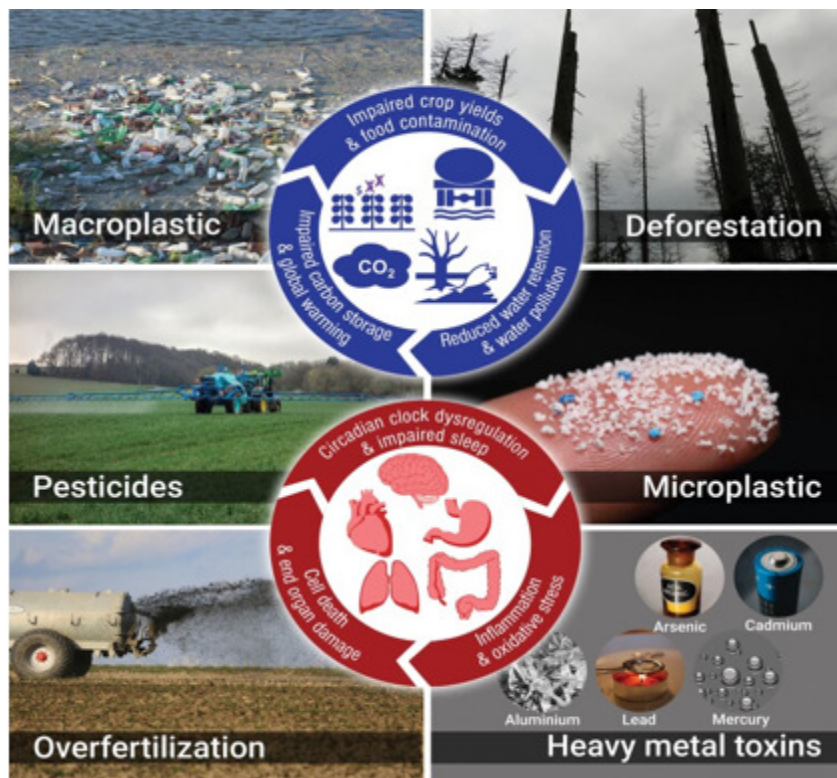 Macroplastic
Deforestation
Impaired crop yields
& food contamination
Impaired carbon storage
& global warming
Reduced water retention
& water pollution
CO₂
Pesticides
Microplastic
Circadian clock dysregulation
& impaired sleep
Cell death
& end organ damage
Inflammation
& oxidative stress
Overfertilization
Arsenic
Cadmium
Aluminium
Lead
Mercury
Heavy metal toxins